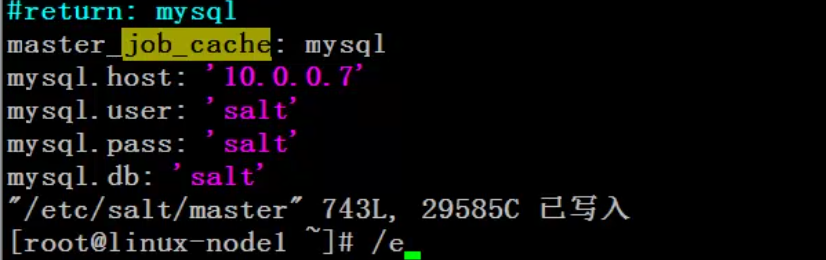 #return: mysql
master_job_cache: mysql
mysql.host: '10.0.0.7'
mysql.user: 'salt'
mysql.pass: 'salt'
mysql.db: 'salt'
"/etc/salt/master" 743L, 29585C 已写入
[root@linux-node1 ~]# /e